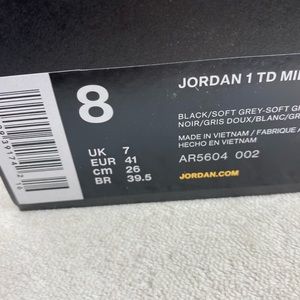 8
JORDAN 1 TD MI
BLACK/SOFT GREY-SOFT G
NOIR/GRIS DOUX/BLANC/GR
MADE IN VIETNAM / FABRIQUE A
HECHO EN VIETNAM
UK 7
EUR 41
cm 26
BR 39.5
AR5604 002
JORDAN.COM